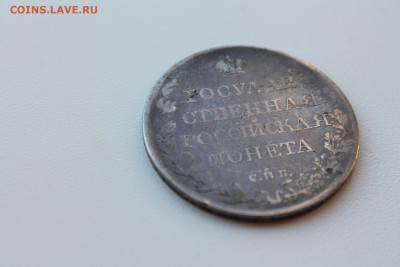 COINS.LAVE.RU
ГОСУДАР
СТВЕННАЯ
РОССІЙСКАЯ
МОНЕТА
с.п.б.